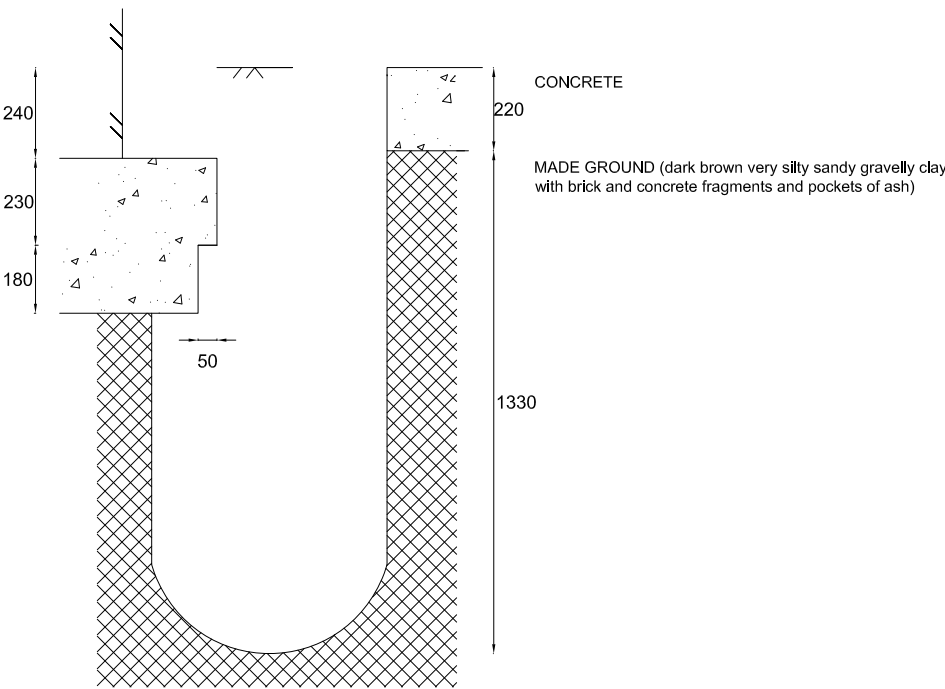 240
CONCRETE
220
MADE GROUND (dark brown very silty sandy gravelly clay
with brick and concrete fragments and pockets of ash)
230
180
50
1330